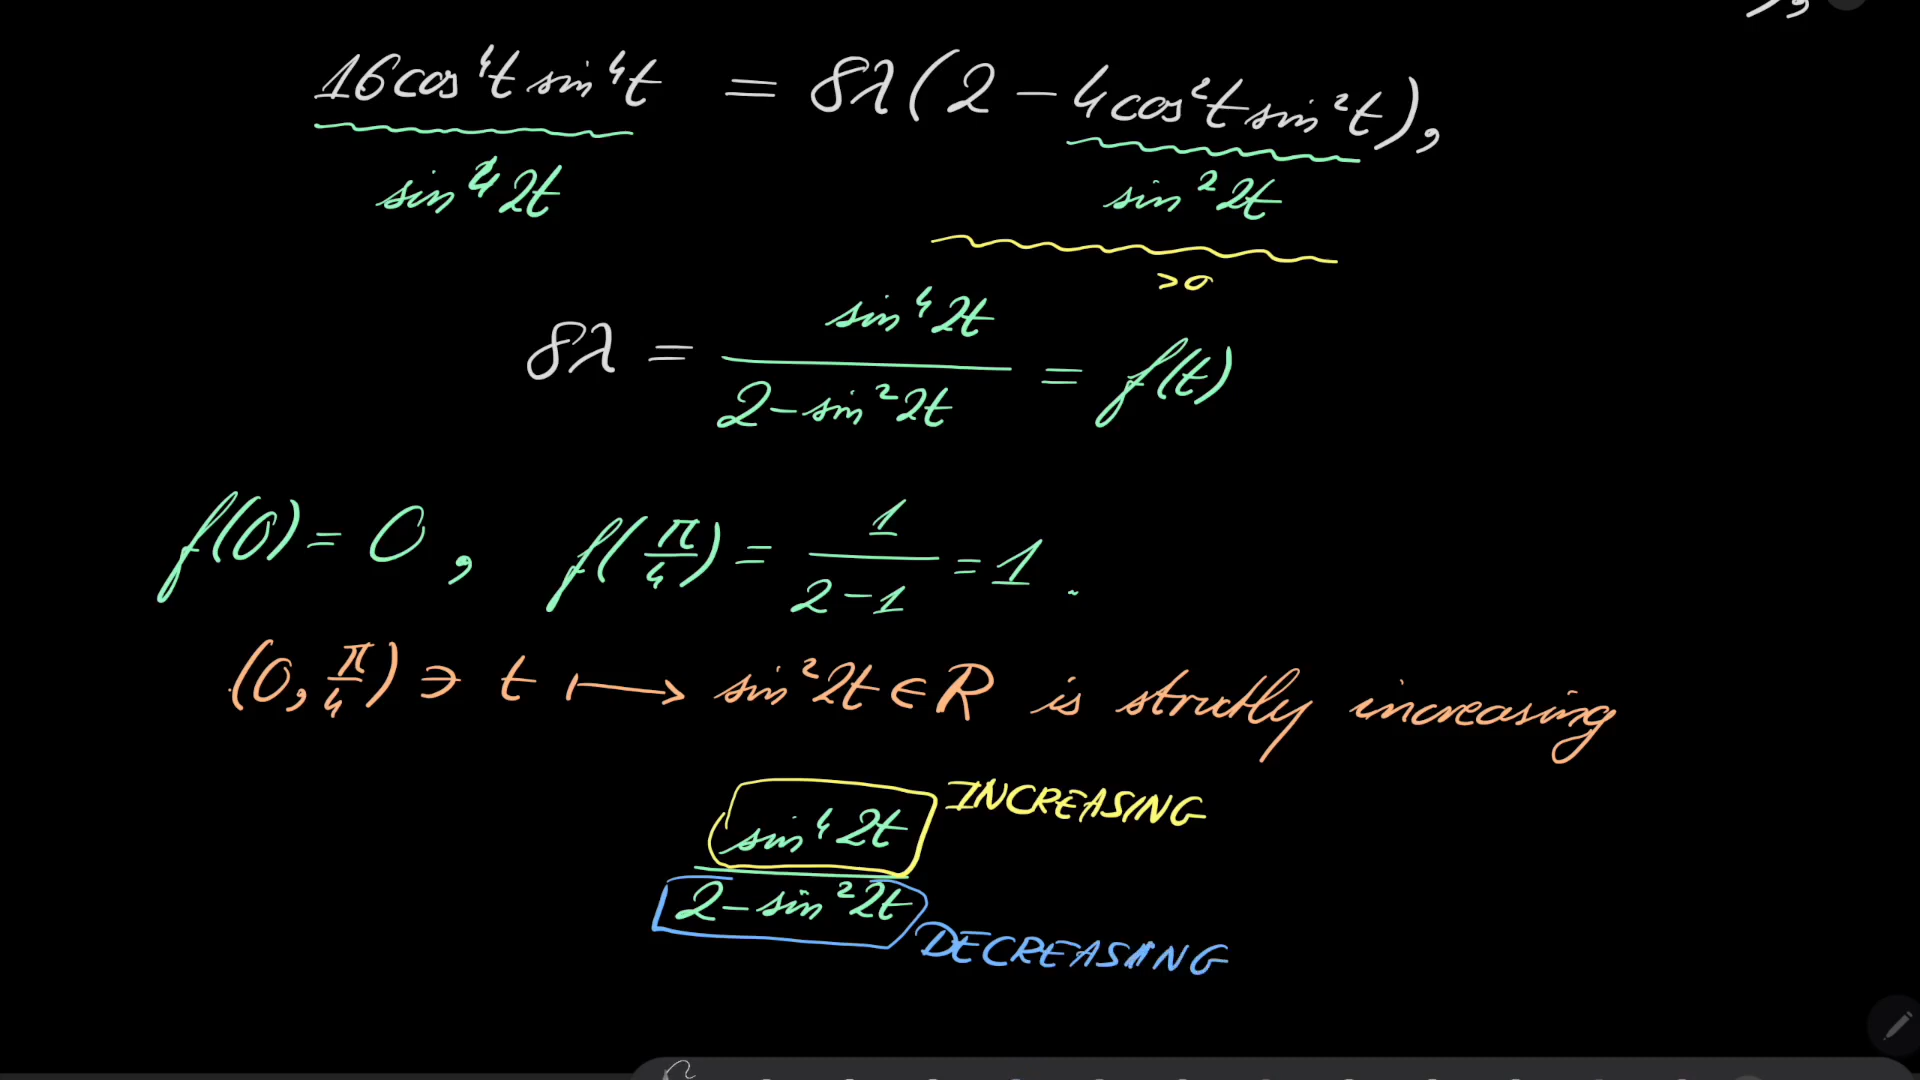 16cos⁴t sin⁴t = 8λ(2 − 4cos²t sin²t),
sin⁴2t sin²2t
>0
8λ = sin⁴2t / 2−sin²2t = f(t)
f(0) = 0, f(π/4) = 1 / 2−1 = 1.
(0, π/4) ∋ t ⟼ sin²2t ∈ R is strictly increasing
sin⁴2t INCREASING
2−sin²2t DECREASING